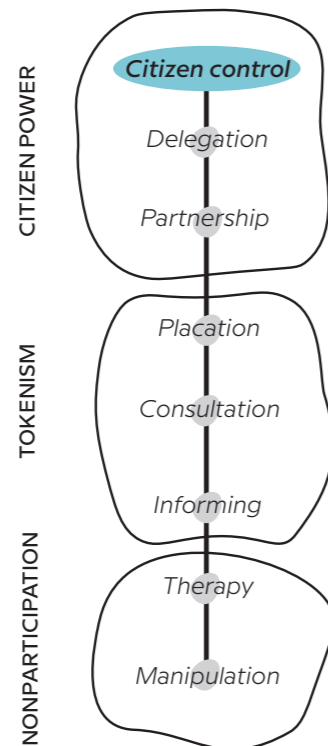 CITIZEN POWER
Citizen control
Delegation
Partnership
TOKENISM
Placation
Consultation
Informing
NONPARTICIPATION
Therapy
Manipulation